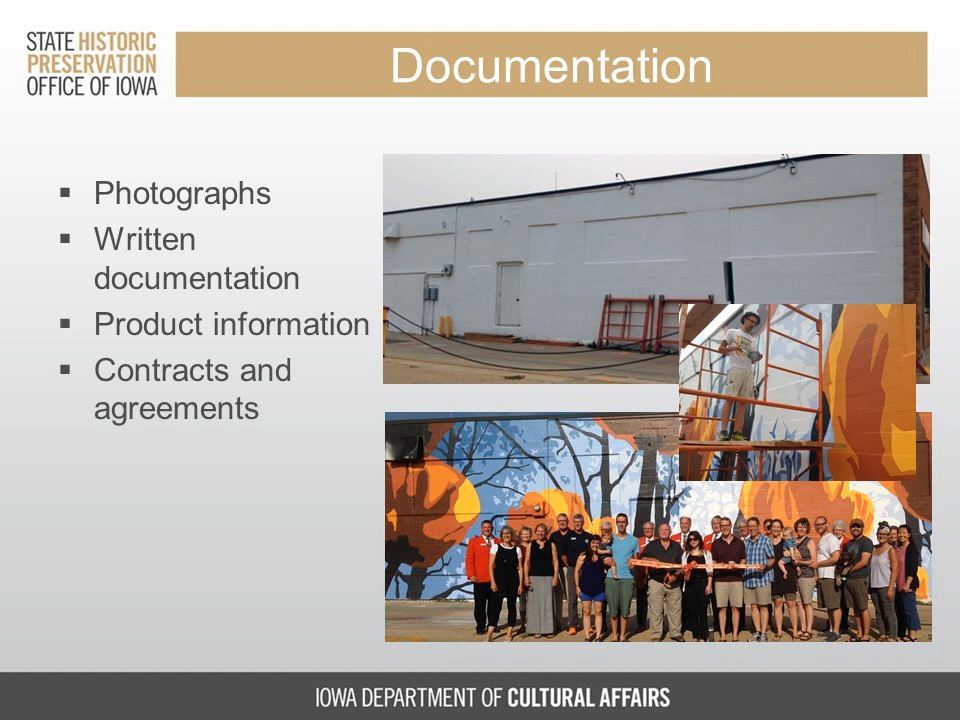 STATE HISTORIC
PRESERVATION
OFFICE OF IOWA
Documentation
▪ Photographs
▪ Written
documentation
▪ Product information
▪ Contracts and
agreements
IOWA DEPARTMENT OF CULTURAL AFFAIRS